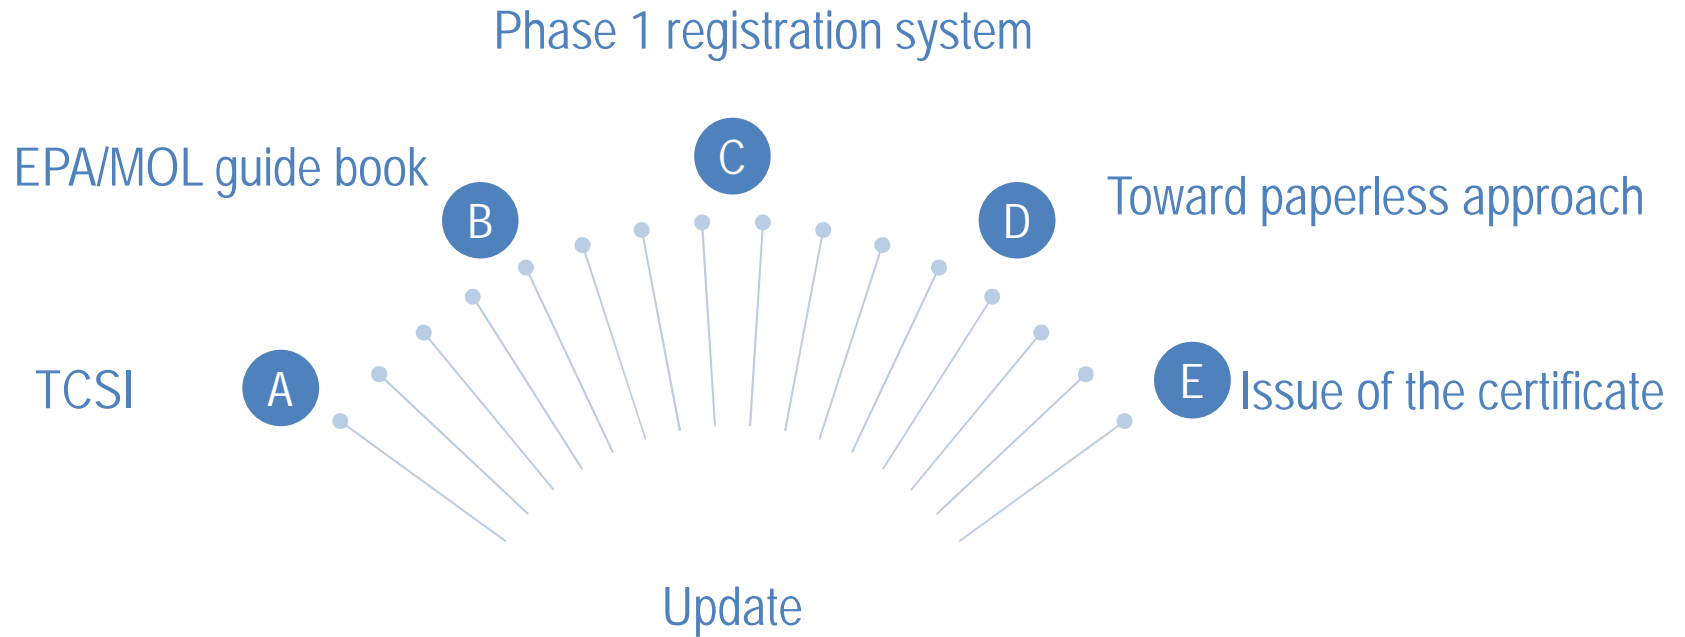 Phase 1 registration system
EPA/MOL guide book
C
B
D
Toward paperless approach
TCSI
A
E
Issue of the certificate
Update